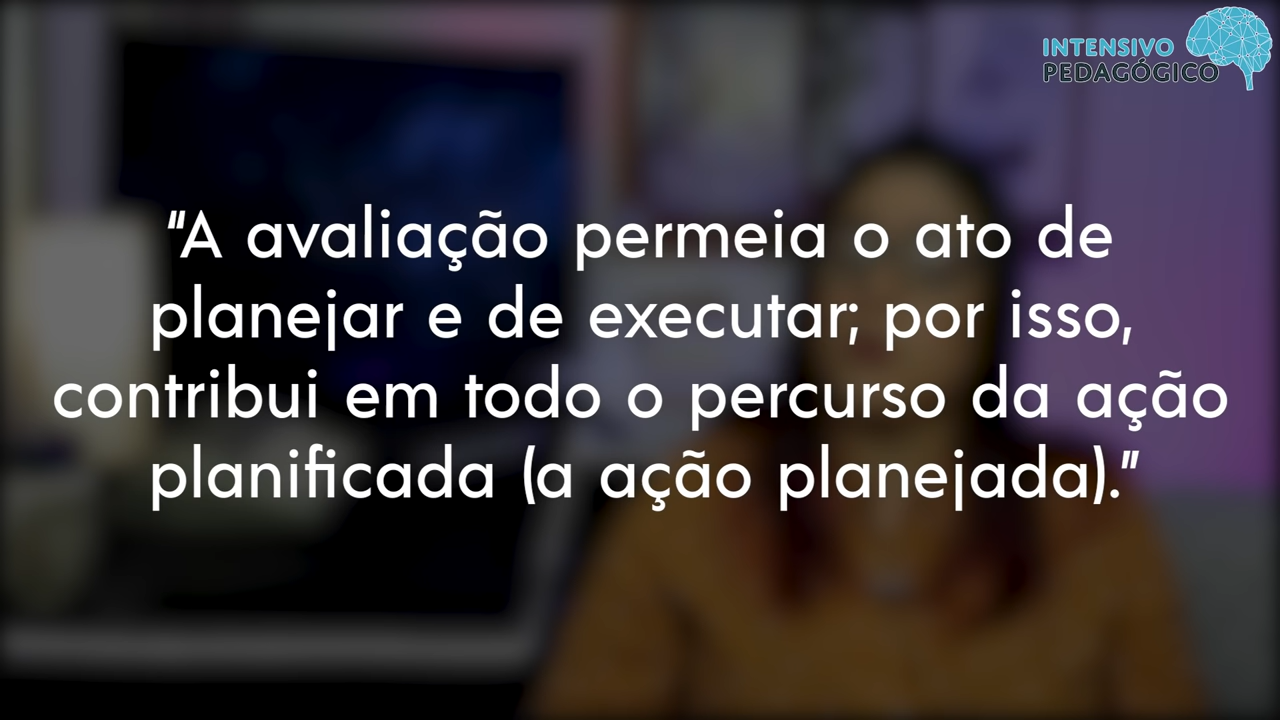 INTENSIVO
PEDAGÓGICO
"A avaliação permeia o ato de
planejar e de executar; por isso,
contribui em todo o percurso da ação
planificada (a ação planejada)."